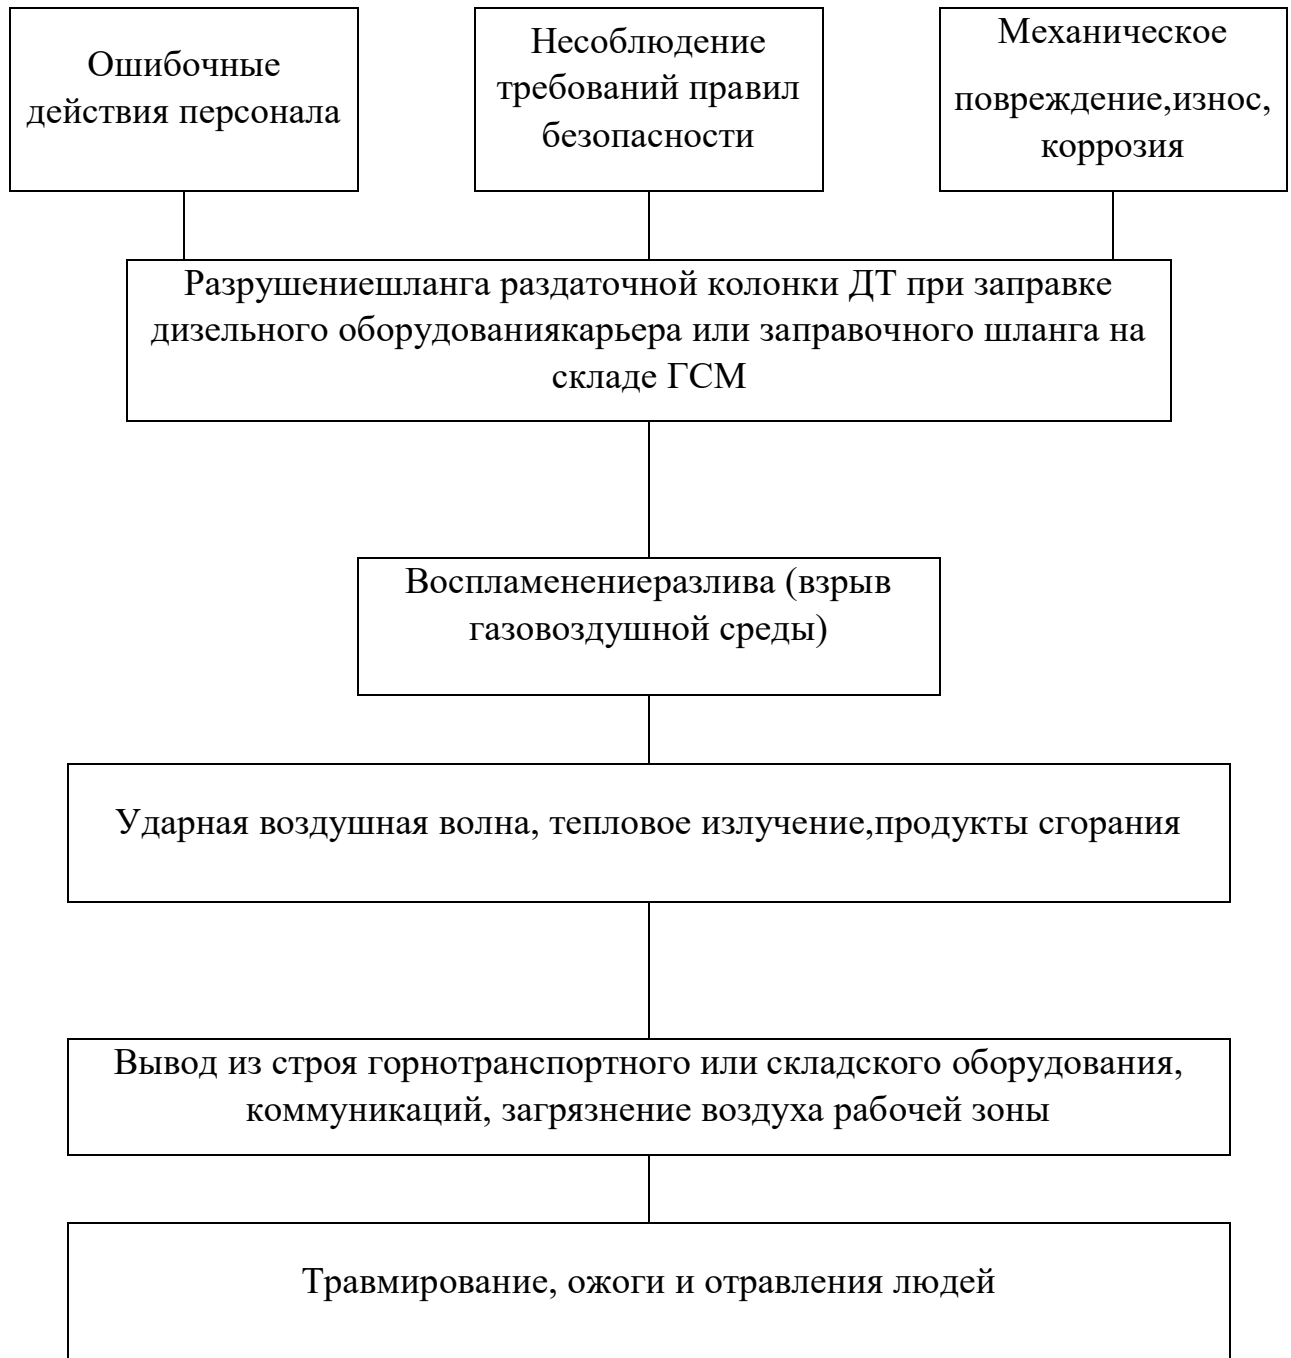 Ошибочные
действия персонала
Несоблюдение
требований правил
безопасности
Механическое
повреждение,износ,
коррозия
Разрушениешланга раздаточной колонки ДТ при заправке
дизельного оборудованиякарьера или заправочного шланга на
складе ГСМ
Воспламенениеразлива (взрыв
газовоздушной среды)
Ударная воздушная волна, тепловое излучение,продукты сгорания
Вывод из строя горнотранспортного или складского оборудования,
коммуникаций, загрязнение воздуха рабочей зоны
Травмирование, ожоги и отравления людей